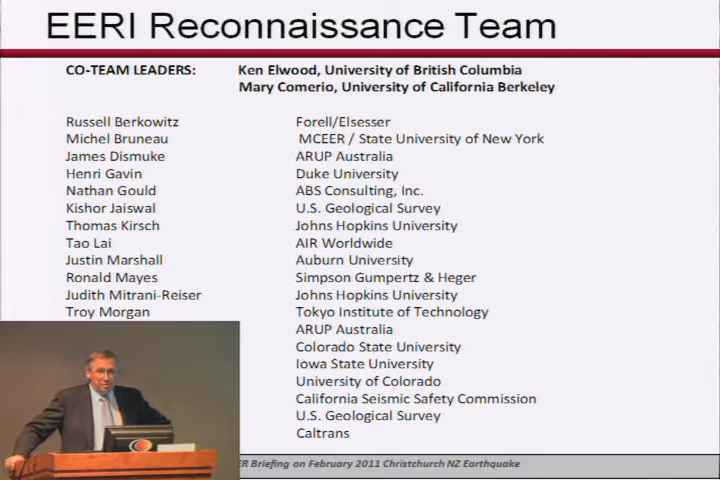 EERI Reconnaissance Team
CO-TEAM LEADERS: Ken Elwood, University of British Columbia
Mary Comerio, University of California Berkeley
Russell Berkowitz Forell/Elsesser
Michel Bruneau MCEER / State University of New York
James Dismuke ARUP Australia
Henri Gavin Duke University
Nathan Gould ABS Consulting, Inc.
Kishor Jaiswal U.S. Geological Survey
Thomas Kirsch Johns Hopkins University
Tao Lai AIR Worldwide
Justin Marshall Auburn University
Ronald Mayes Simpson Gumpertz & Heger
Judith Mitrani-Reiser Johns Hopkins University
Troy Morgan Tokyo Institute of Technology
ARUP Australia
Colorado State University
Iowa State University
University of Colorado
California Seismic Safety Commission
U.S. Geological Survey
Caltrans
ER Briefing on February 2011 Christchurch NZ Earthquake